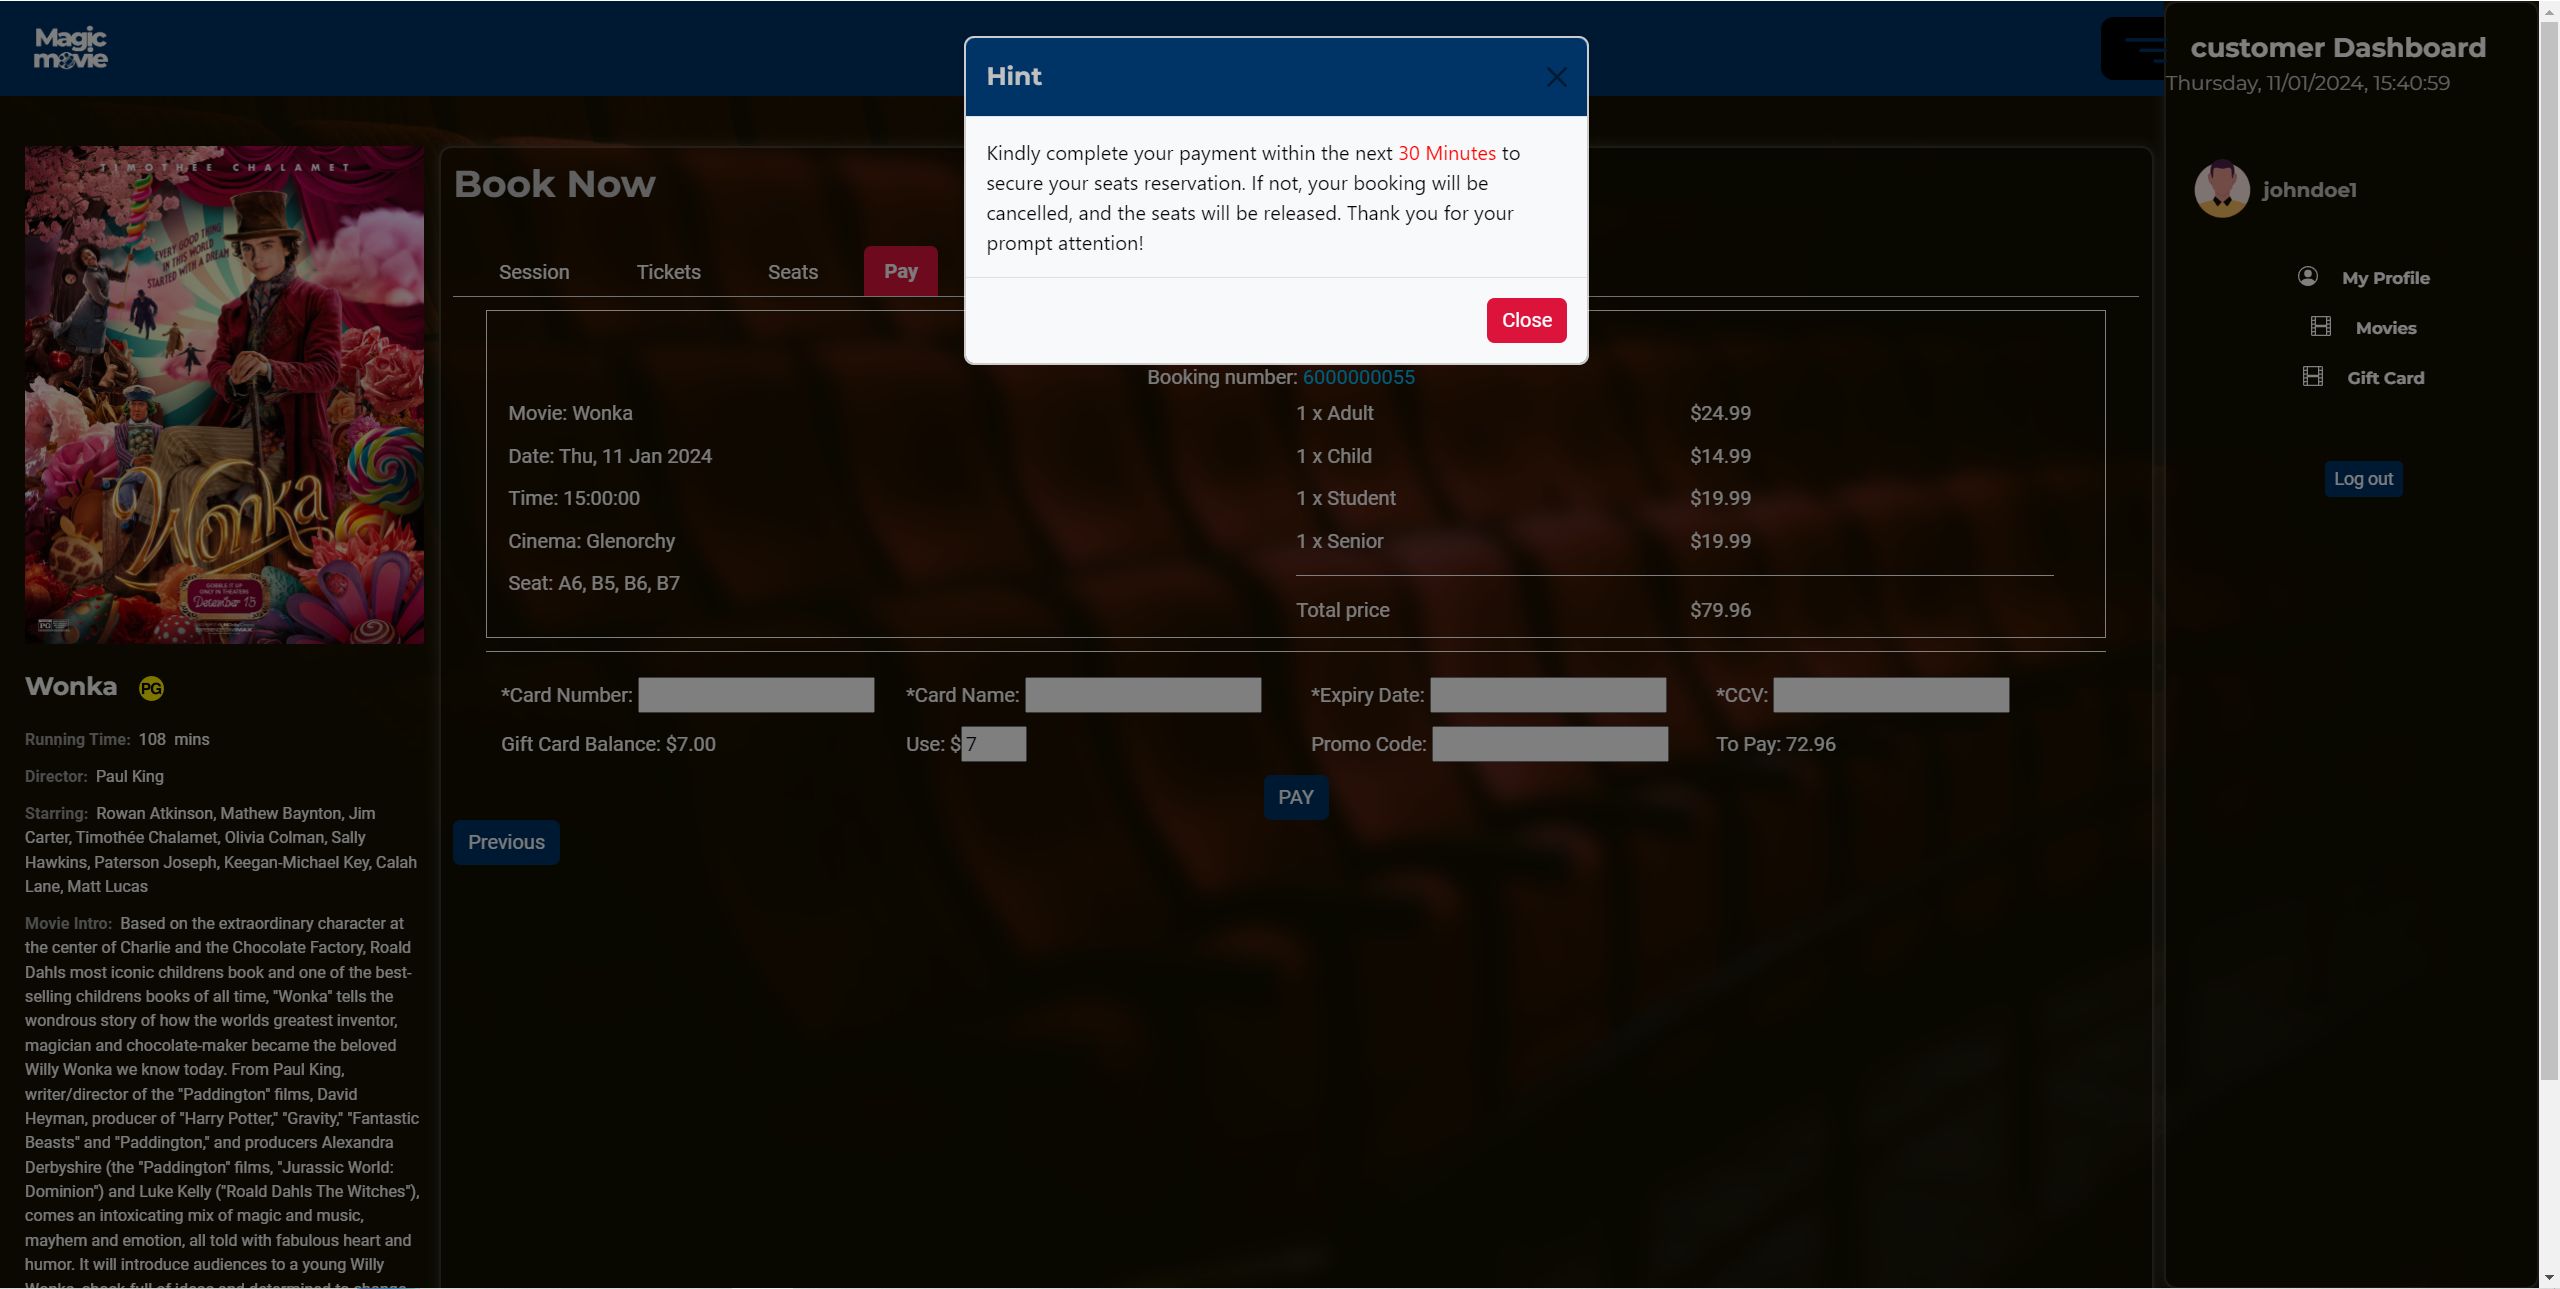 Magic
movie
customer Dashboard
Thursday, 11/01/2024, 15:40:59
johndoe1
My Profile
Movies
Gift Card
Log out
Hint
Kindly complete your payment within the next 30 Minutes to
secure your seats reservation. If not, your booking will be
cancelled, and the seats will be released. Thank you for your
prompt attention!
Close
TIMOTHÉE CHALAMET
EVERY GOOD THING
IN THIS WORLD
STARTED WITH A DREAM
Wonka
GOBBLE IT UP
ONLY IN THEATERS
December 15
Wonka PG
Running Time: 108 mins
Director: Paul King
Starring: Rowan Atkinson, Mathew Baynton, Jim
Carter, Timothée Chalamet, Olivia Colman, Sally
Hawkins, Paterson Joseph, Keegan-Michael Key, Calah
Lane, Matt Lucas
Movie Intro: Based on the extraordinary character at
the center of Charlie and the Chocolate Factory, Roald
Dahls most iconic childrens book and one of the best-
selling childrens books of all time, "Wonka" tells the
wondrous story of how the worlds greatest inventor,
magician and chocolate-maker became the beloved
Willy Wonka we know today. From Paul King,
writer/director of the "Paddington" films, David
Heyman, producer of "Harry Potter," "Gravity," "Fantastic
Beasts" and "Paddington," and producers Alexandra
Derbyshire (the "Paddington" films, "Jurassic World:
Dominion") and Luke Kelly ("Roald Dahls The Witches"),
comes an intoxicating mix of magic and music,
mayhem and emotion, all told with fabulous heart and
humor. It will introduce audiences to a young Willy
Wonka, chock full of ideas and determined to change
Book Now
Session Tickets Seats Pay
Booking number: 6000000055
Movie: Wonka
Date: Thu, 11 Jan 2024
Time: 15:00:00
Cinema: Glenorchy
Seat: A6, B5, B6, B7
1 x Adult $24.99
1 x Child $14.99
1 x Student $19.99
1 x Senior $19.99
Total price $79.96
*Card Number: *Card Name: *Expiry Date: *CCV:
Gift Card Balance: $7.00 Use: $7 Promo Code: To Pay: 72.96
PAY
Previous